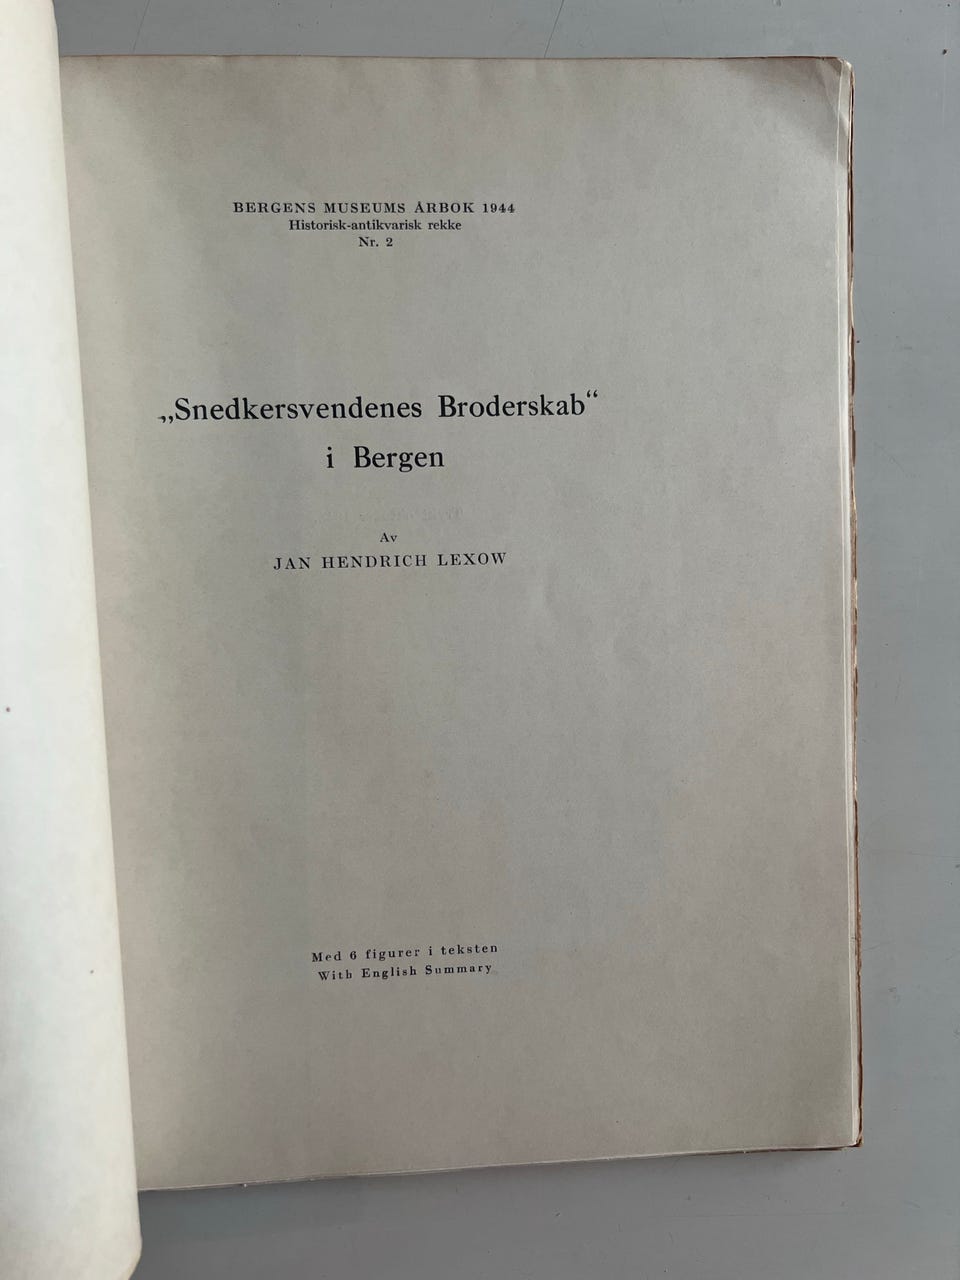 BERGENS MUSEUMS ÅRBOK 1944
Historisk-antikvarisk rekke
Nr. 2
„Snedkersvendenes Broderskab“
i Bergen
Av
JAN HENDRICH LEXOW
Med 6 figurer i teksten
With English Summary